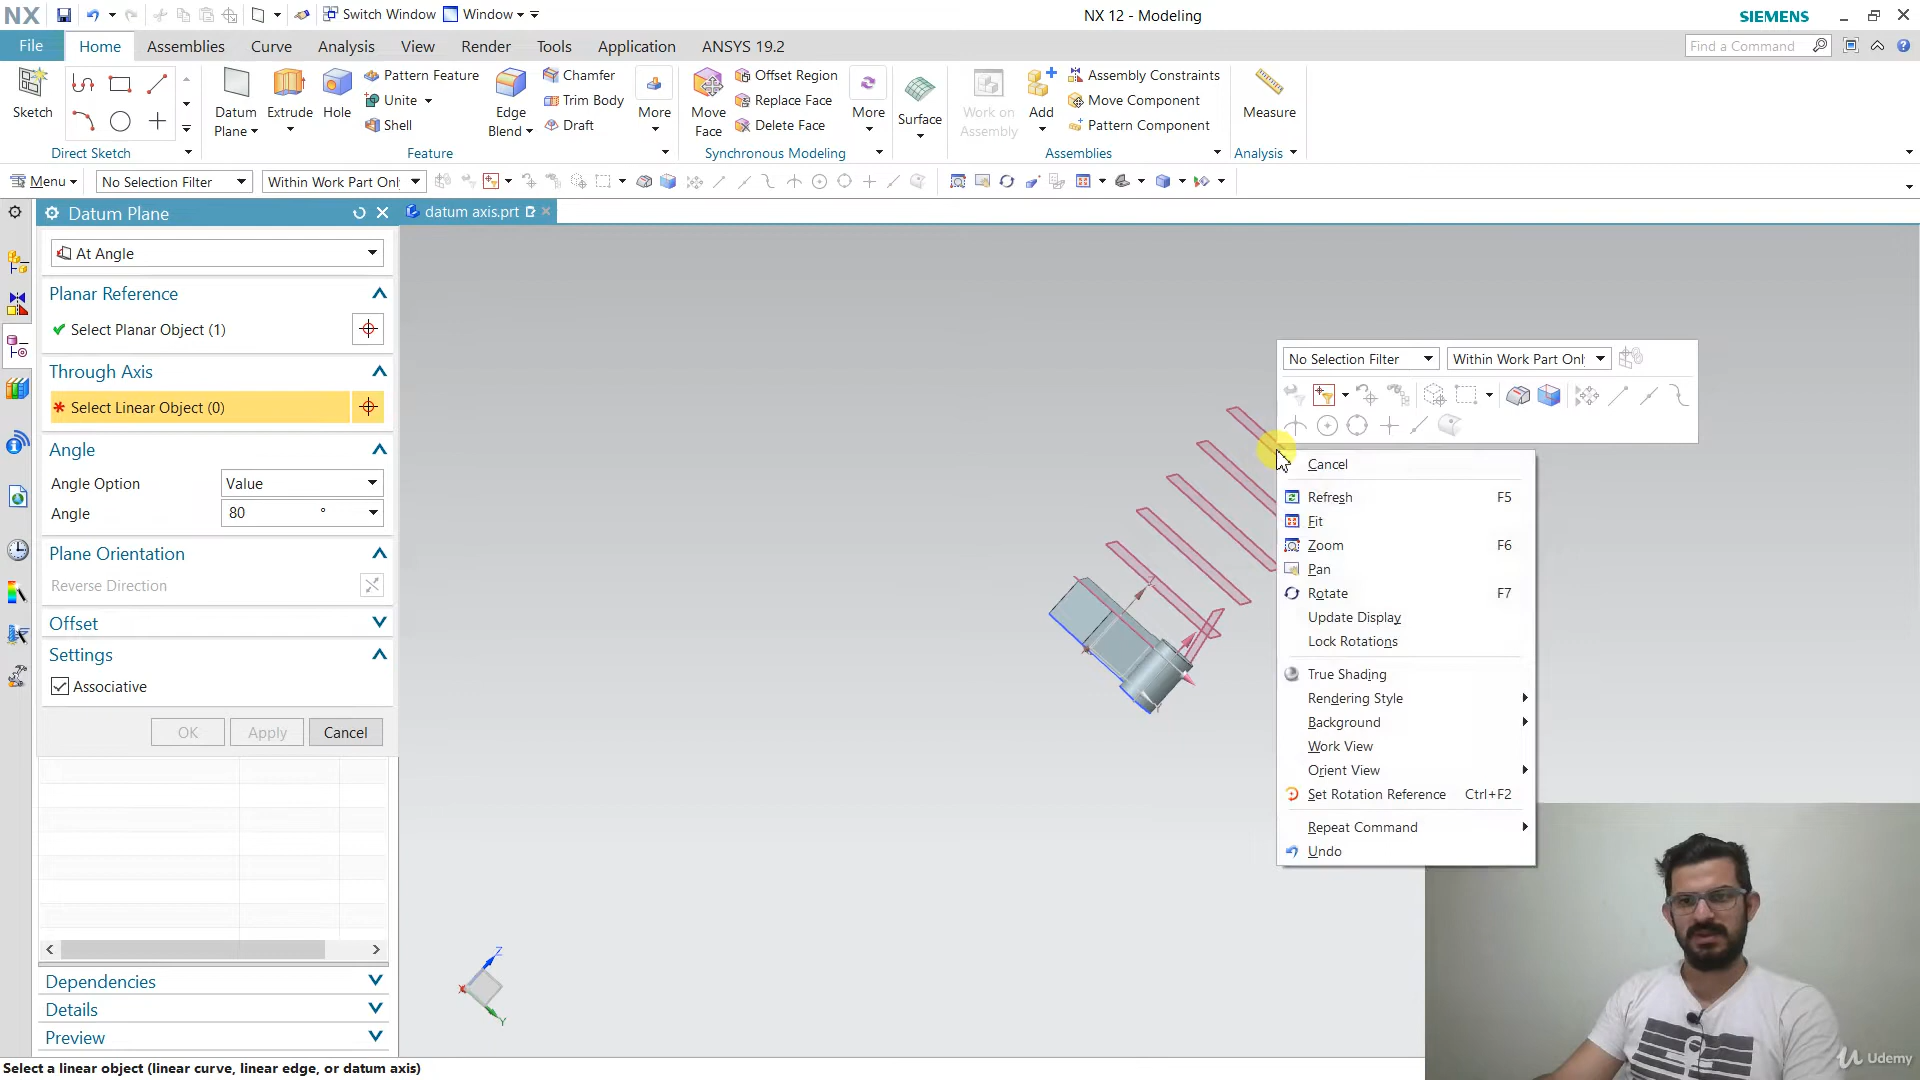 NX
Switch Window
Window
NX 12 - Modeling
SIEMENS
File
Home
Assemblies
Curve
Analysis
View
Render
Tools
Application
ANSYS 19.2
Find a Command
Sketch
Direct Sketch
Datum Plane
Extrude
Hole
Pattern Feature
Unite
Shell
Edge Blend
Chamfer
Trim Body
Draft
More
Feature
Move Face
Offset Region
Replace Face
Delete Face
More
Synchronous Modeling
Surface
Work on Assembly
Add
Assembly Constraints
Move Component
Pattern Component
Assemblies
Measure
Analysis
Menu
No Selection Filter
Within Work Part Onl
Datum Plane
datum axis.prt
At Angle
Planar Reference
Select Planar Object (1)
Through Axis
* Select Linear Object (0)
Angle
Angle Option
Value
Angle
80 °
Plane Orientation
Reverse Direction
Offset
Settings
Associative
OK
Apply
Cancel
Dependencies
Details
Preview
Select a linear object (linear curve, linear edge, or datum axis)
No Selection Filter
Within Work Part Onl
Cancel
Refresh F5
Fit
Zoom F6
Pan
Rotate F7
Update Display
Lock Rotations
True Shading
Rendering Style
Background
Work View
Orient View
Set Rotation Reference Ctrl+F2
Repeat Command
Undo
Z
X
Y
Udemy